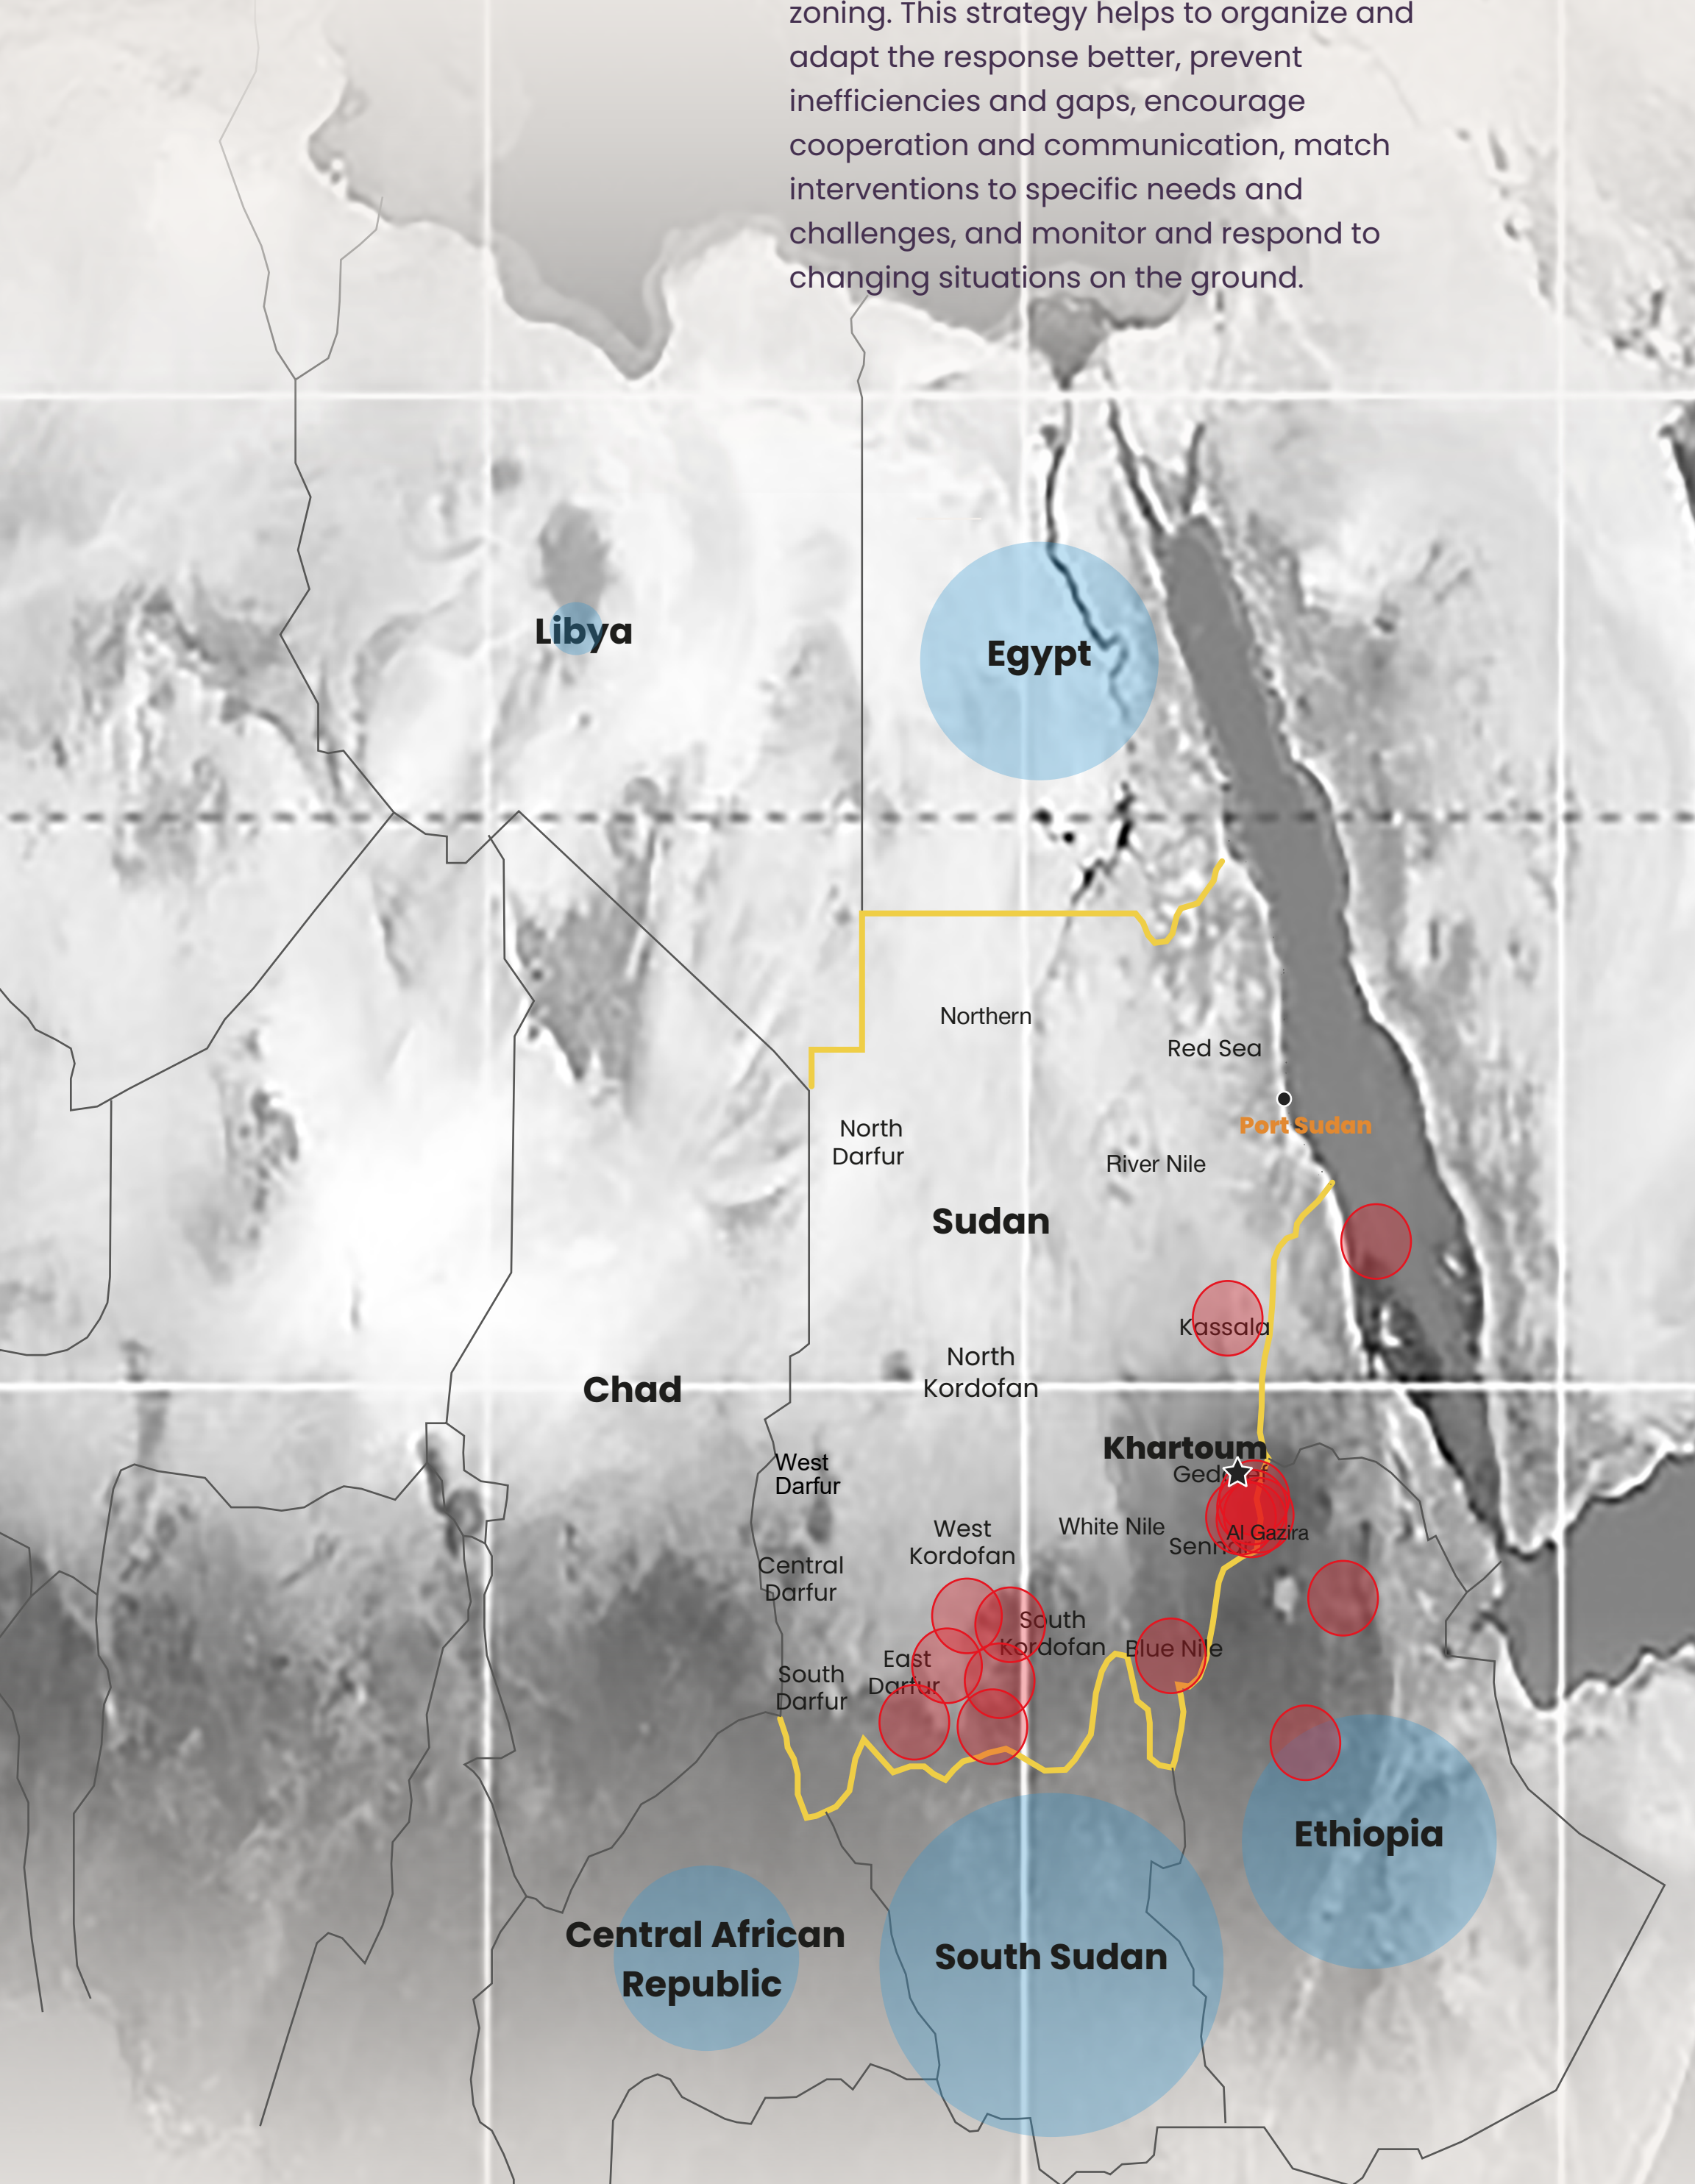 zoning. This strategy helps to organize and
adapt the response better, prevent
inefficiencies and gaps, encourage
cooperation and communication, match
interventions to specific needs and
challenges, and monitor and respond to
changing situations on the ground.
Libya
Egypt
Northern
Red Sea
Port Sudan
North
Darfur
River Nile
Sudan
Kassala
North
Kordofan
Chad
Khartoum
West
Darfur
Gedaref
White Nile
Al Gazira
Sennar
West
Kordofan
Central
Darfur
South
Kordofan
Blue Nile
East
Darfur
South
Darfur
Ethiopia
Central African
Republic
South Sudan